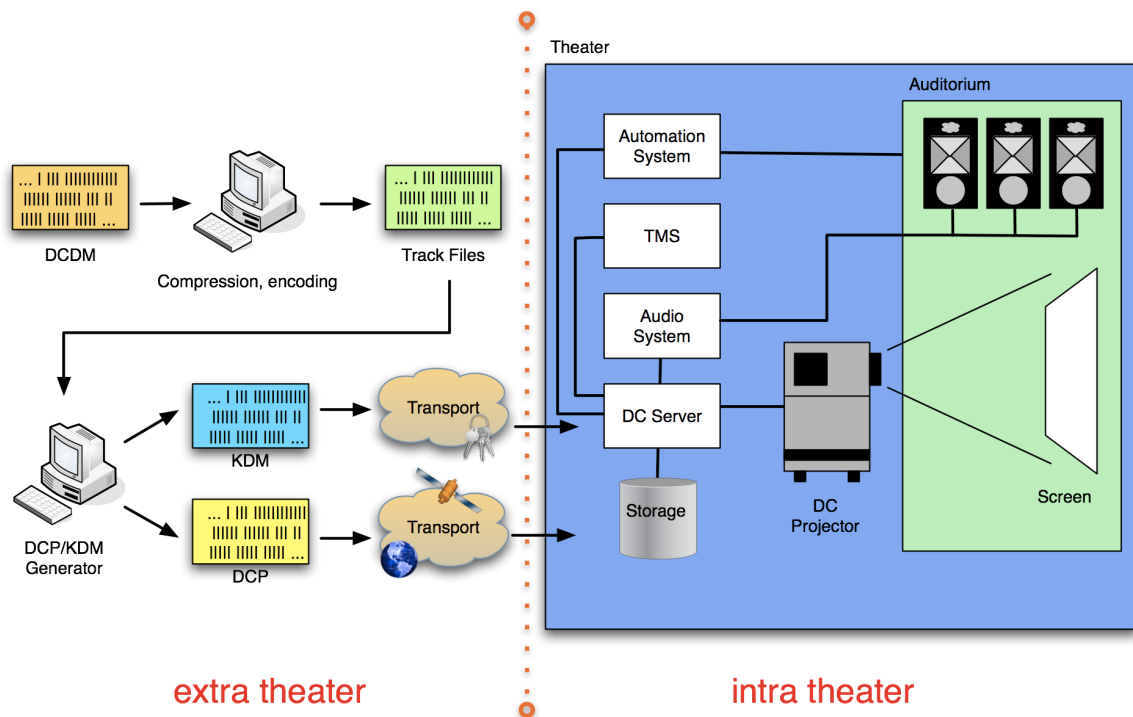 Theater
Auditorium
Automation
System
DCDM
Compression, encoding
Track Files
TMS
Audio
System
Transport
KDM
DC Server
DCP/KDM
Generator
DCP
Transport
Storage
DC
Projector
Screen
extra theater
intra theater